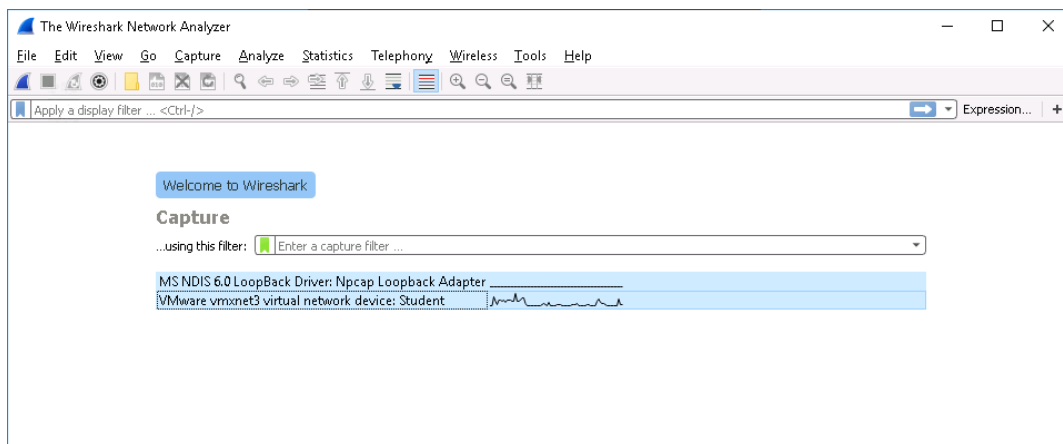 The Wireshark Network Analyzer
File Edit View Go Capture Analyze Statistics Telephony Wireless Tools Help
Apply a display filter ... <Ctrl-/> Expression... +
Welcome to Wireshark
Capture
...using this filter: Enter a capture filter ...
MS NDIS 6.0 LoopBack Driver: Npcap Loopback Adapter
VMware vmxnet3 virtual network device: Student